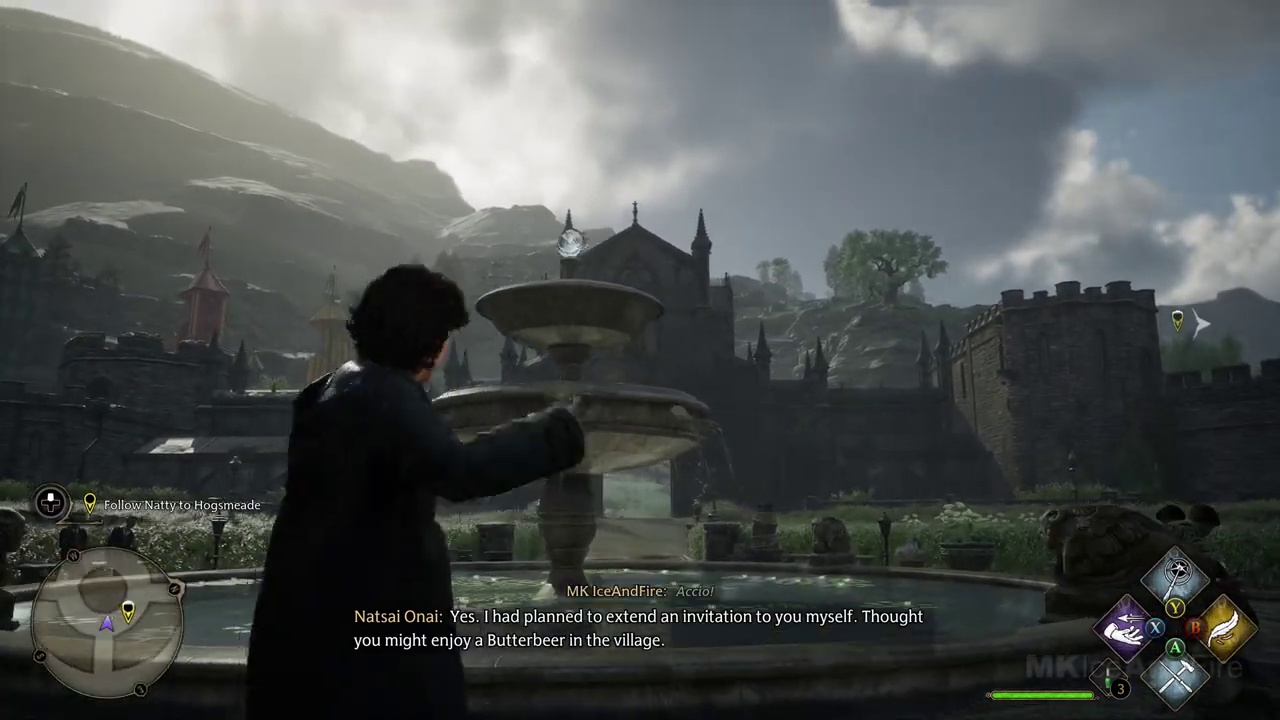 Follow Natty to Hogsmeade
MK IceAndFire: Accio!
Natsai Onai: Yes. I had planned to extend an invitation to you myself. Thought
you might enjoy a Butterbeer in the village.
Y
X
B
A
MKIceAndFire
3